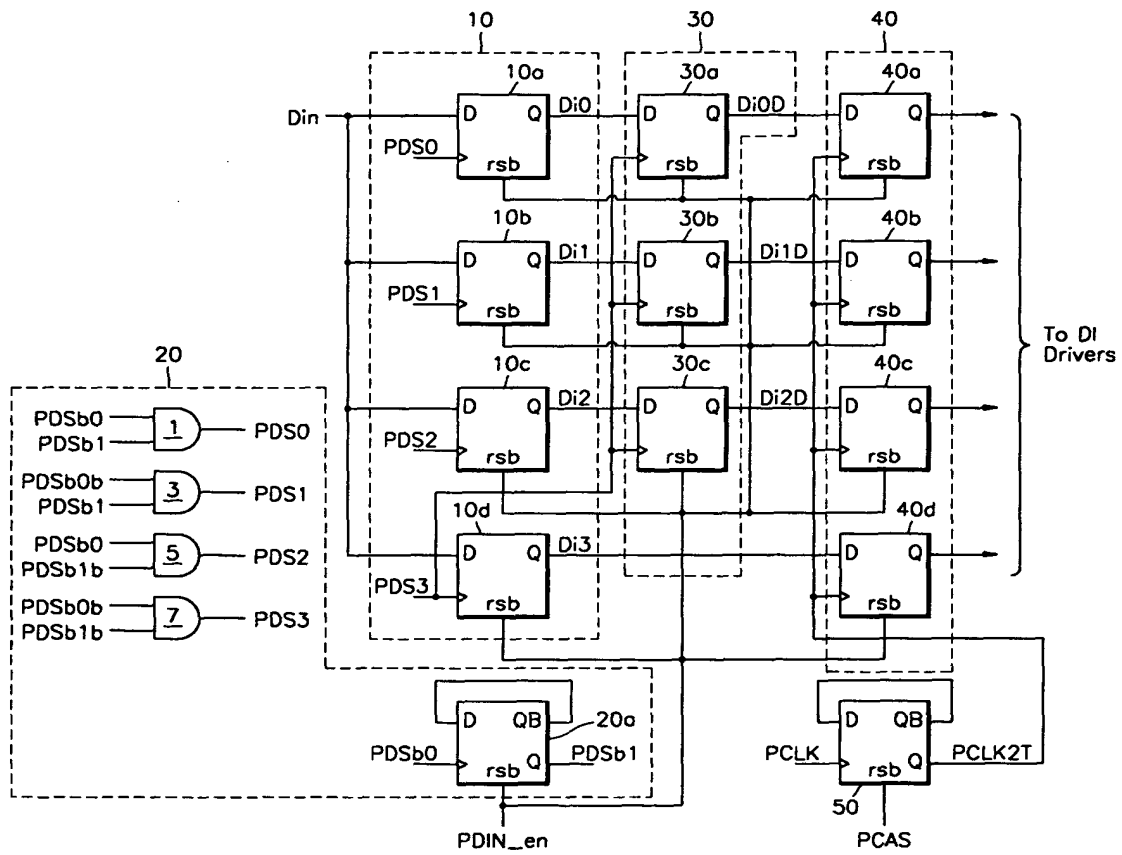 10 30 40
10a 30a 40a
Din D Q Di0 D Q Di0D D Q
PDS0 rsb rsb rsb
10b 30b 40b
D Q Di1 D Q Di1D D Q
PDS1 rsb rsb rsb
To DI
Drivers
20
10c 30c 40c
D Q Di2 D Q Di2D D Q
PDS2 rsb rsb rsb
PDSb0
PDSb1
1 PDS0
PDSb0b
PDSb1
3 PDS1
PDSb0
PDSb1b
5 PDS2
PDSb0b
PDSb1b
7 PDS3
10d 40d
D Q Di3 D Q
PDS3 rsb rsb
D QB 20a
PDSb0 rsb Q PDSb1
PDIN_en
D QB
PCLK rsb Q PCLK2T
50
PCAS